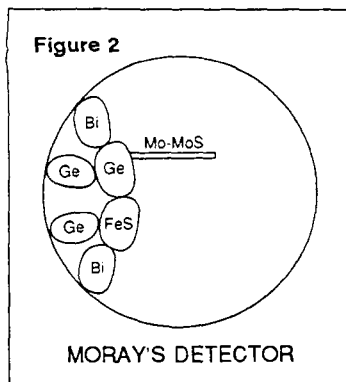 Figure 2
Bi
Mo-MoS
Ge
Ge
Ge
FeS
Bi
MORAY'S DETECTOR